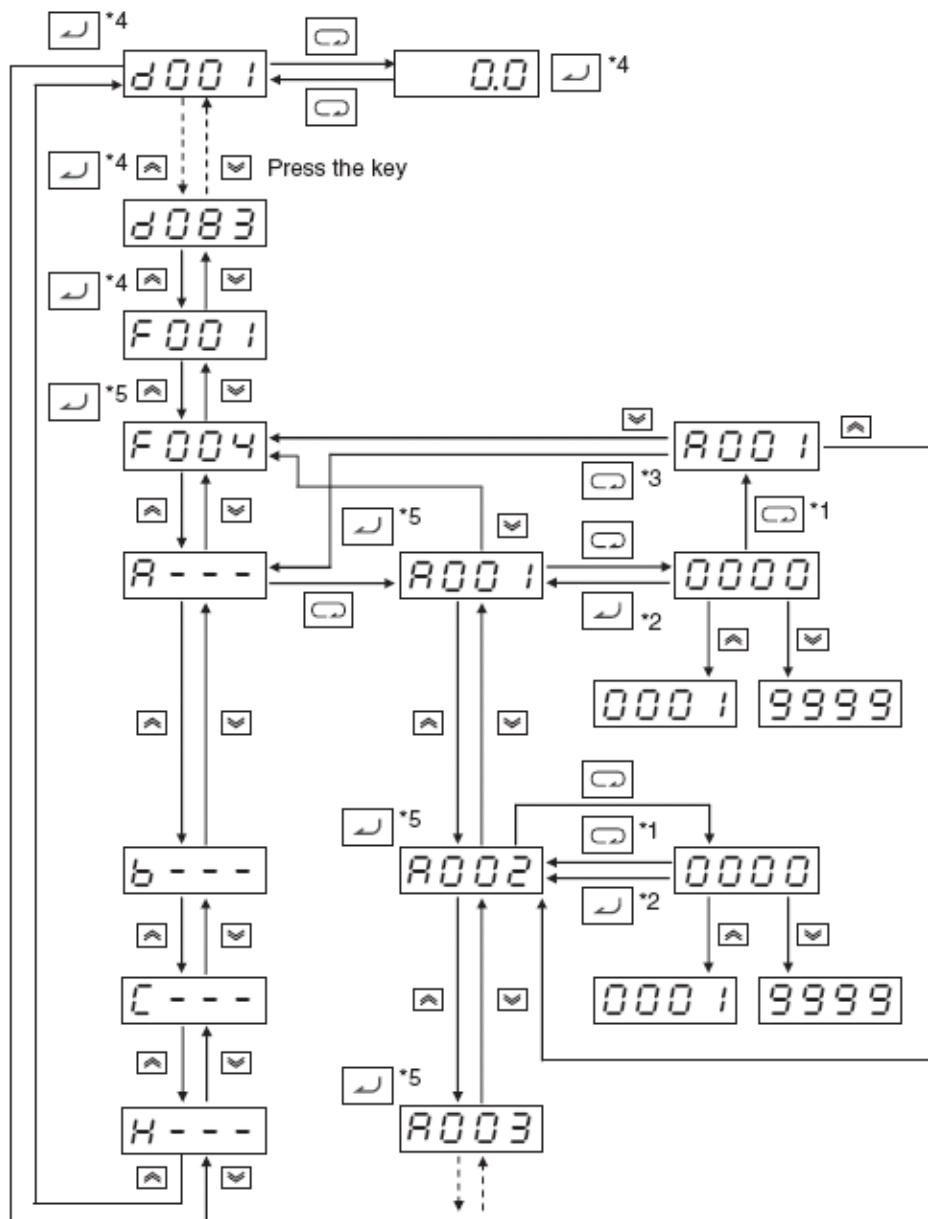 *4
d001
0.0
*4
*4
Press the key
d083
*4
F001
*5
F004
A001
*3
*5
*1
A---
A001
0000
*2
0001
9999
*5
*1
b---
A002
0000
*2
C---
0001
9999
*5
H---
A003